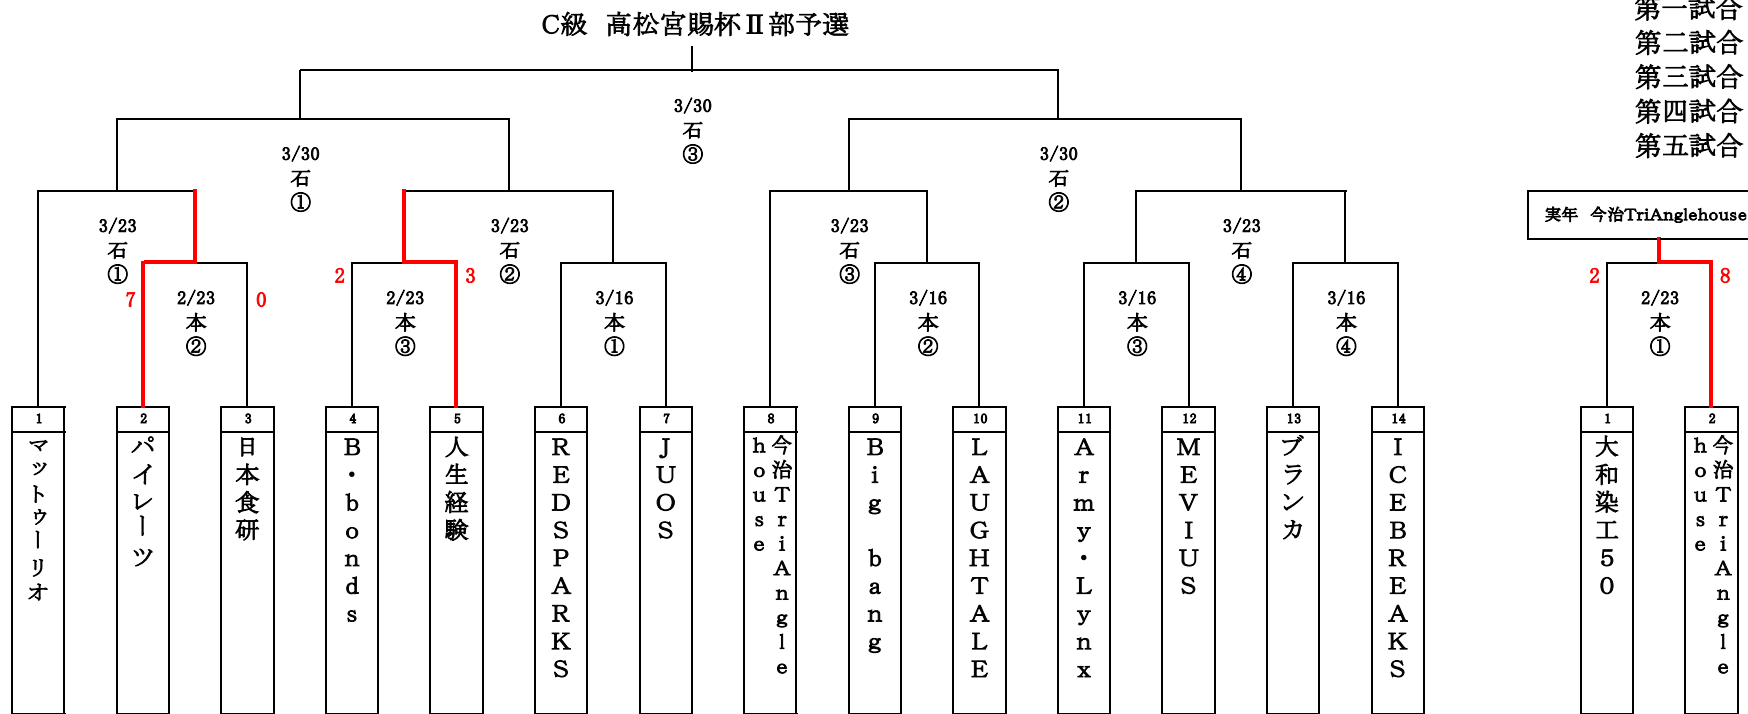 C級 高松宮賜杯Ⅱ部予選
第一試合
第二試合
第三試合
第四試合
第五試合
3/30
石
③
3/30
石
①
3/30
石
②
3/23
石
①
3/23
石
②
3/23
石
③
3/23
石
④
実年 今治TriAnglehouse
7
2/23
本
②
0
2
2/23
本
③
3
3/16
本
①
3/16
本
②
3/16
本
③
3/16
本
④
2
2/23
本
①
8
1
マットゥーリオ
2
パイレーツ
3
日本食研
4
B・bonds
5
人生経験
6
REDSPARKS
7
JUOS
8
今治TriAngle
house
9
Big bang
10
LAUGHTALE
11
Army・Lynx
12
MEVIUS
13
ブランカ
14
ICEBREAKS
1
大和染工50
2
今治TriAngle
house